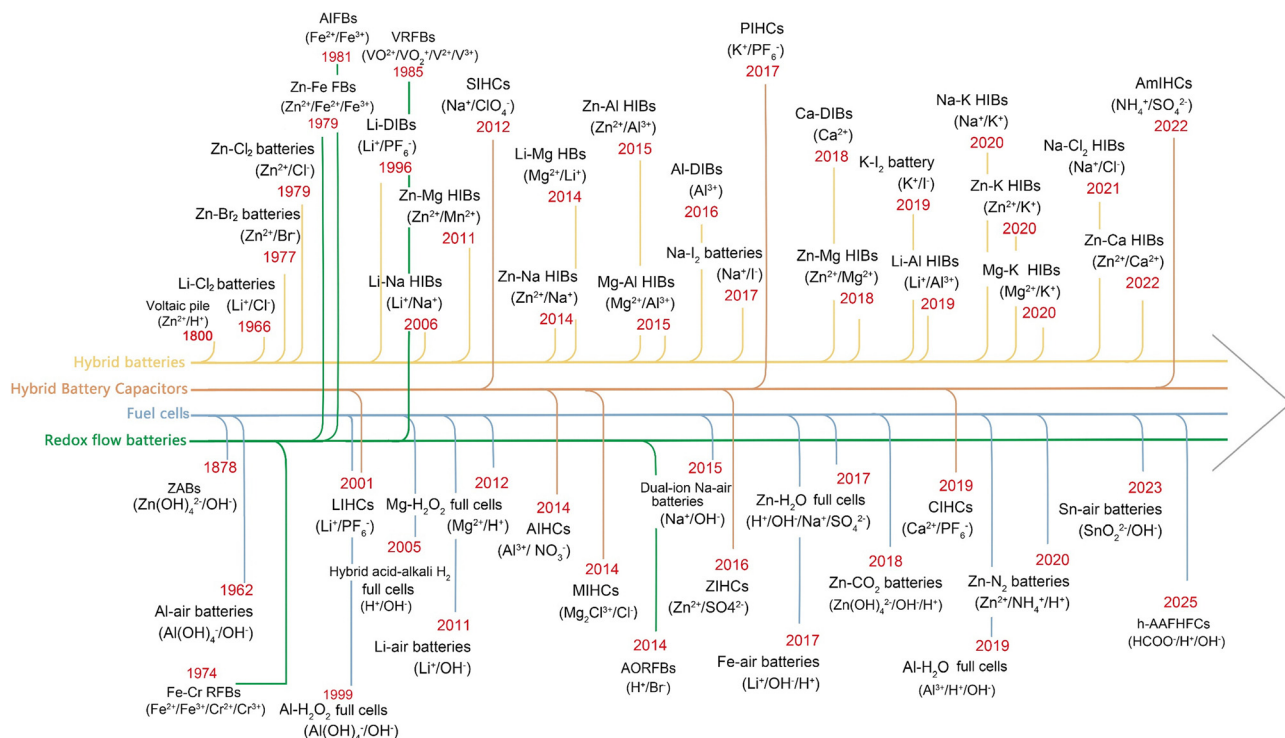 AIFBs
(Fe²⁺/Fe³⁺)
1981
Zn-Fe FBs
(Zn²⁺/Fe²⁺/Fe³⁺)
1979
VRFBs
(VO²⁺/VO₂⁺/V²⁺/V³⁺)
1985
SIHCs
(Na⁺/ClO₄⁻)
2012
PIHCs
(K⁺/PF₆⁻)
2017
AmIHCs
(NH₄⁺/SO₄²⁻)
2022
Zn-Cl₂ batteries
(Zn²⁺/Cl⁻)
1979
Li-DIBs
(Li⁺/PF₆⁻)
1996
Li-Mg HBs
(Mg²⁺/Li⁺)
2014
Zn-Al HIBs
(Zn²⁺/Al³⁺)
2015
Al-DIBs
(Al³⁺)
2016
Ca-DIBs
(Ca²⁺)
2018
K-I₂ battery
(K⁺/I⁻)
2019
Na-K HIBs
(Na⁺/K⁺)
2020
Na-Cl₂ HIBs
(Na⁺/Cl⁻)
2021
Zn-Br₂ batteries
(Zn²⁺/Br⁻)
1977
Zn-Mg HIBs
(Zn²⁺/Mn²⁺)
2011
Zn-K HIBs
(Zn²⁺/K⁺)
2020
Li-Cl₂ batteries
(Li⁺/Cl⁻)
1966
Voltaic pile
(Zn²⁺/H⁺)
1800
Li-Na HIBs
(Li⁺/Na⁺)
2006
Zn-Na HIBs
(Zn²⁺/Na⁺)
2014
Mg-Al HIBs
(Mg²⁺/Al³⁺)
2015
Na-I₂ batteries
(Na⁺/I⁻)
2017
Zn-Mg HIBs
(Zn²⁺/Mg²⁺)
2018
Li-Al HIBs
(Li⁺/Al³⁺)
2019
Mg-K HIBs
(Mg²⁺/K⁺)
2020
Zn-Ca HIBs
(Zn²⁺/Ca²⁺)
2022
Hybrid batteries
Hybrid Battery Capacitors
Fuel cells
Redox flow batteries
1878
ZABs
(Zn(OH)₄²⁻/OH⁻)
2001
LIHCs
(Li⁺/PF₆⁻)
2012
Mg-H₂O₂ full cells
(Mg²⁺/H⁺)
2005
Hybrid acid-alkali H₂
full cells
(H⁺/OH⁻)
2014
AIHCs
(Al³⁺/ NO₃⁻)
2015
Dual-ion Na-air
batteries
(Na⁺/OH⁻)
2017
Zn-H₂O full cells
(H⁺/OH⁻/Na⁺/SO₄²⁻)
2019
CIHCs
(Ca²⁺/PF₆⁻)
2023
Sn-air batteries
(SnO₂²⁻/OH⁻)
1962
Al-air batteries
(Al(OH)₄⁻/OH⁻)
2011
Li-air batteries
(Li⁺/OH⁻)
2014
MIHCs
(Mg₂Cl³⁺/Cl⁻)
2016
ZIHCs
(Zn²⁺/SO4²⁻)
2018
Zn-CO₂ batteries
(Zn(OH)₄²⁻/OH⁻/H⁺)
2020
Zn-N₂ batteries
(Zn²⁺/NH₄⁺/H⁺)
2025
h-AAFHFCs
(HCOO⁻/H⁺/OH⁻)
1974
Fe-Cr RFBs
(Fe²⁺/Fe³⁺/Cr²⁺/Cr³⁺)
1999
Al-H₂O₂ full cells
(Al(OH)₄⁻/OH⁻)
2014
AORFBs
(H⁺/Br⁻)
2017
Fe-air batteries
(Li⁺/OH⁻/H⁺)
2019
Al-H₂O full cells
(Al³⁺/H⁺/OH⁻)